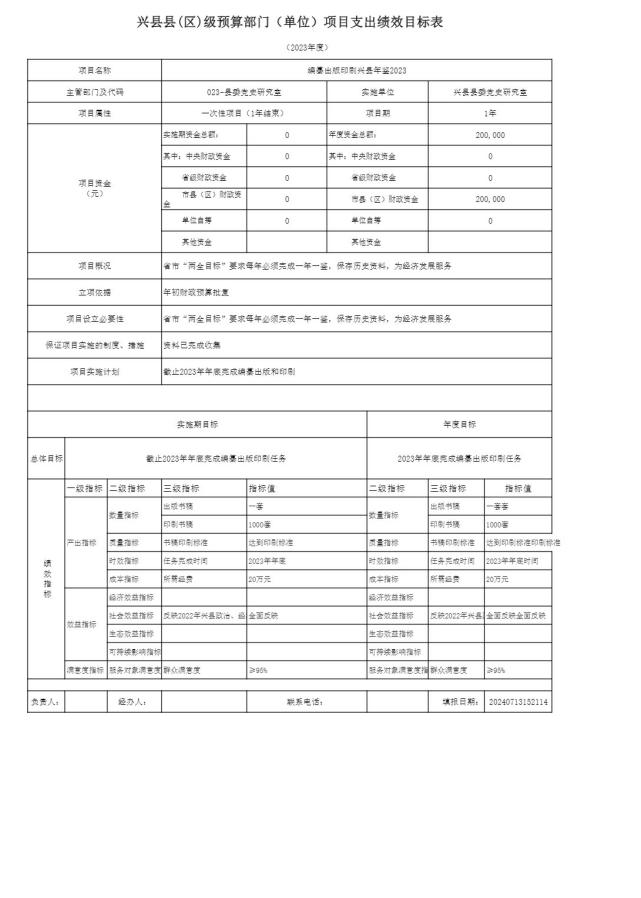 兴县县(区)级预算部门（单位）项目支出绩效目标表
（2023年度）
项目名称 编纂出版印刷兴县年鉴2023
主管部门及代码 023-县委党史研究室 实施单位 兴县县委党史研究室
项目属性 一次性项目（1年结束） 项目期 1年
项目资金（元） 实施期资金总额： 0 年度资金总额： 200,000
其中：中央财政资金 0 其中：中央财政资金 0
省级财政资金 0 省级财政资金 0
市县（区）财政资金 0 市县（区）财政资金 200,000
单位自筹 0 单位自筹 0
其他资金 其他资金
项目概况 省市“两全目标”要求每年必须完成一年一鉴，保存历史资料，为经济发展服务
立项依据 年初财政预算批复
项目设立必要性 省市“两全目标”要求每年必须完成一年一鉴，保存历史资料，为经济发展服务
保证项目实施的制度、措施 资料已完成收集
项目实施计划 截止2023年年底完成编纂出版和印刷
实施期目标 年度目标
总体目标 截止2023年年底完成编纂出版印刷任务 2023年年底完成编纂出版印刷任务
绩效指标 一级指标 二级指标 三级指标 指标值 二级指标 三级指标 指标值
产出指标 数量指标 出版书稿 一套 数量指标 出版书稿 一套套
印刷书稿 1000套 印刷书稿 1000套
质量指标 书稿印刷标准 达到印刷标准 质量指标 书稿印刷标准 达到印刷标准印刷标准
时效指标 任务完成时间 2023年年底 时效指标 任务完成时间 2023年年底时间
成本指标 所需经费 20万元 成本指标 所需经费 20万元
效益指标 经济效益指标 经济效益指标
社会效益指标 反映2022年兴县政治、经 全面反映 社会效益指标 反映2022年兴县 全面反映全面反映
生态效益指标 生态效益指标
可持续影响指标 可持续影响指标
满意度指标 服务对象满意度 群众满意度 ≥95% 服务对象满意度指 群众满意度 ≥95%
负责人： 经办人： 联系电话： 填报日期： 20240713152114